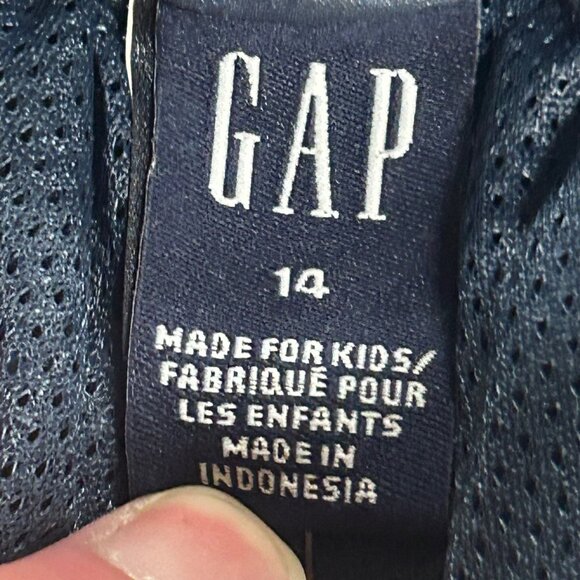 GAP
14
MADE FOR KIDS/
FABRIQUÉ POUR
LES ENFANTS
MADE IN
INDONESIA